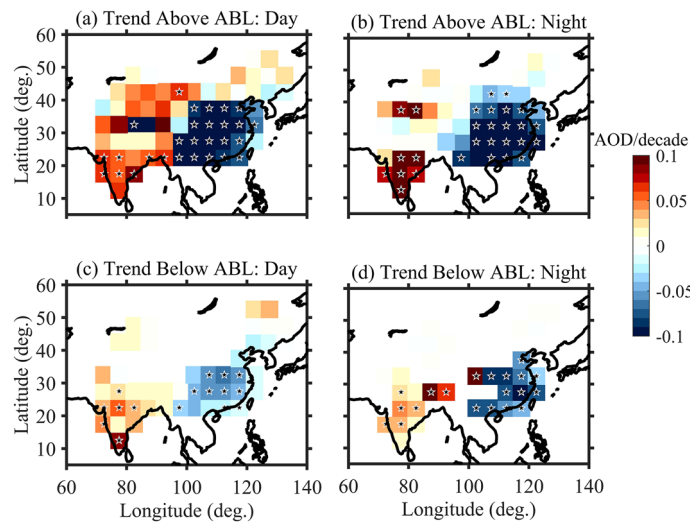 (a) Trend Above ABL: Day
(b) Trend Above ABL: Night
60
50
40
30
20
10
Latitude (deg.)
AOD/decade
0.1
0.05
0
-0.05
-0.1
(c) Trend Below ABL: Day
(d) Trend Below ABL: Night
60
50
40
30
20
10
Latitude (deg.)
60 80 100 120 140
60 80 100 120 140
Longitude (deg.)
Longitude (deg.)